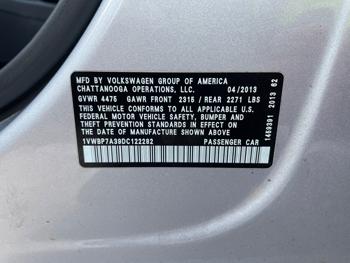 MFD BY VOLKSWAGEN GROUP OF AMERICA
CHATTANOOGA OPERATIONS, LLC. 04/2013
GVWR 4475 GAWR FRONT 2315 / REAR 2271 LBS
THIS VEHICLE CONFORMS TO ALL APPLICABLE
FEDERAL MOTOR VEHICLE SAFETY, BUMPER AND
THEFT PREVENTION STANDARDS IN EFFECT ON
THE DATE OF MANUFACTURE SHOWN ABOVE.
1VWBP7A39DC122282 PASSENGER CAR
1459391 2013 62